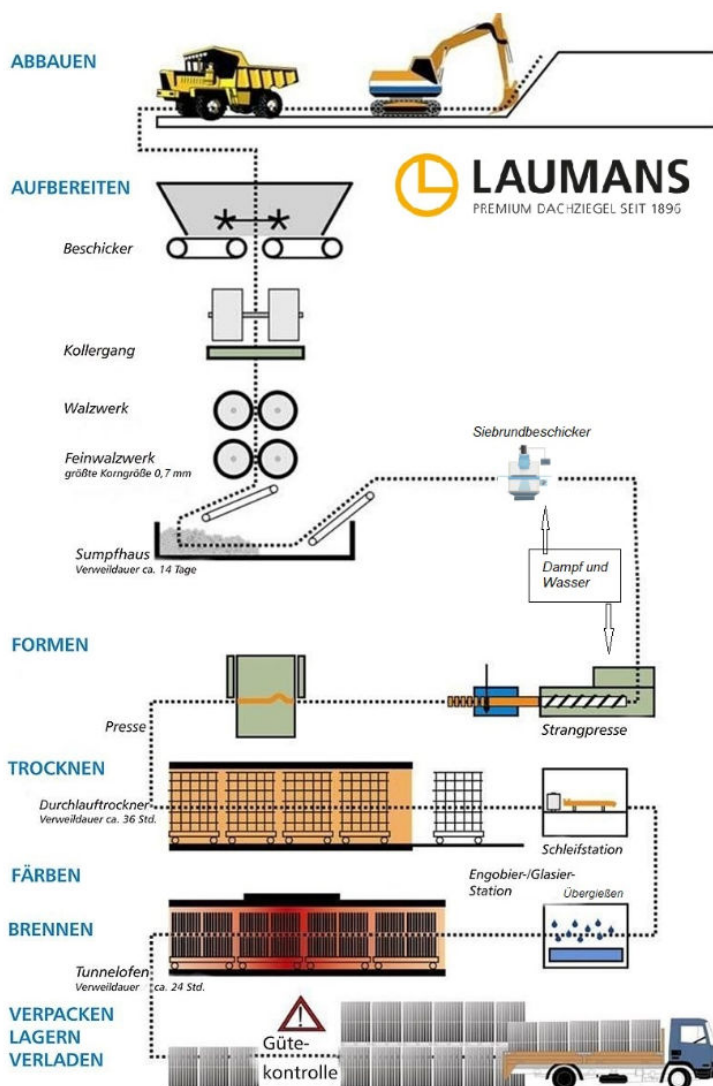 ABBAUEN
LAUMANS
PREMIUM DACHZIEGEL SEIT 1896
AUFBEREITEN
Beschicker
Kollergang
Walzwerk
Feinwalzwerk
größte Korngröße 0,7 mm
Siebrundbeschicker
Sumpfhaus
Verweildauer ca. 14 Tage
Dampf und
Wasser
FORMEN
Presse
Strangpresse
TROCKNEN
Durchlauftrockner
Verweildauer ca. 36 Std.
Schleifstation
FÄRBEN
Engobier-/Glasier-
Station
Übergießen
BRENNEN
Tunnelofen
Verweildauer ca. 24 Std.
VERPACKEN
LAGERN
VERLADEN
Güte-
kontrolle